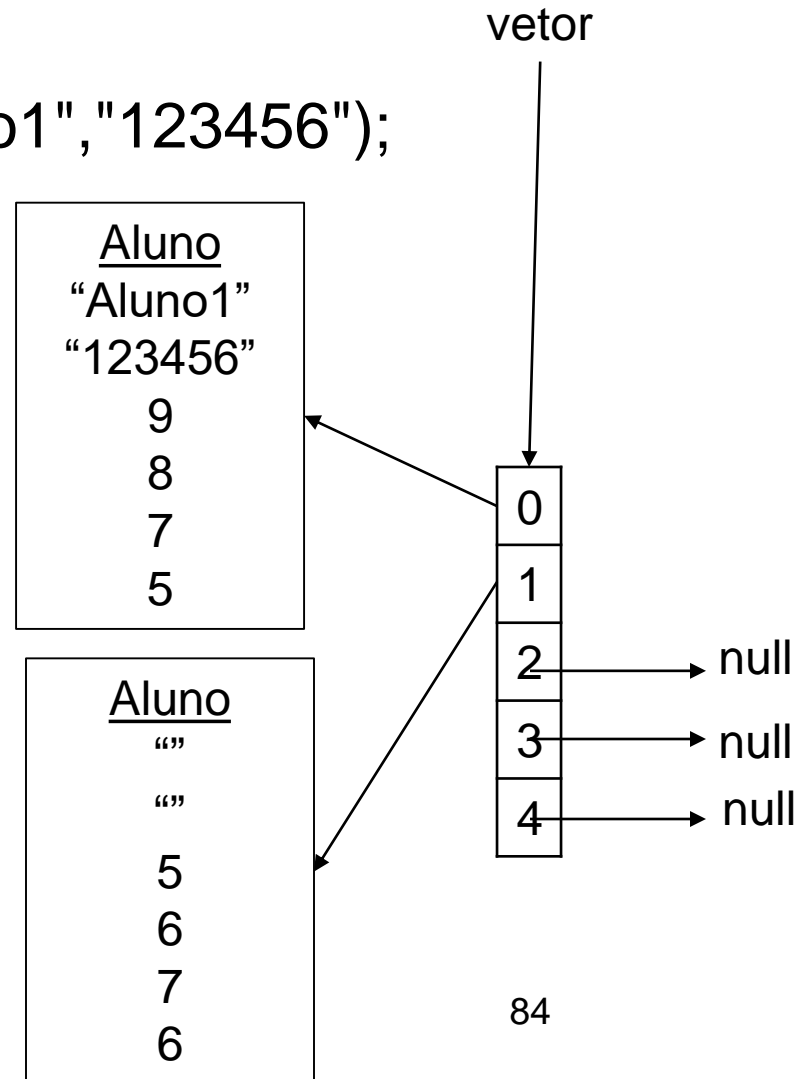 vetor
o1","123456");
Aluno
“Aluno1”
“123456”
9
8
7
5
0
1
2
3
4
null
null
null
Aluno
“”
“”
5
6
7
6
84